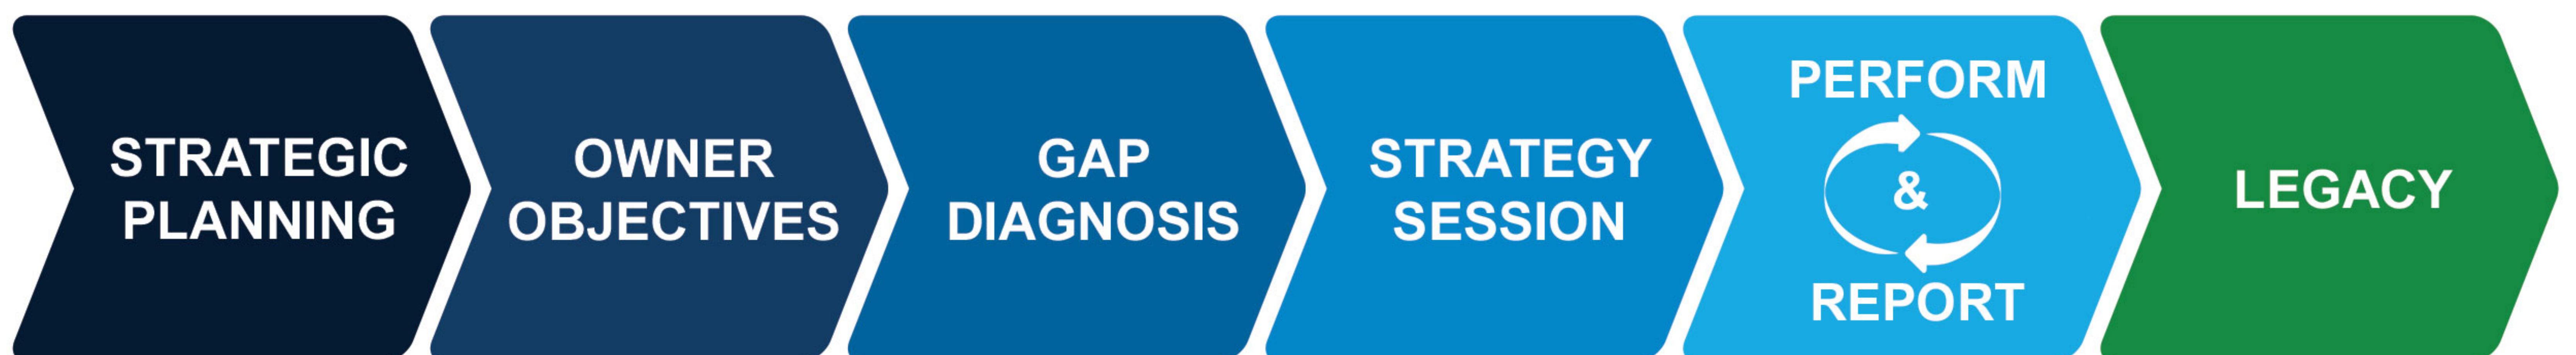 STRATEGIC
PLANNING
OWNER
OBJECTIVES
GAP
DIAGNOSIS
STRATEGY
SESSION
PERFORM
&
REPORT
LEGACY